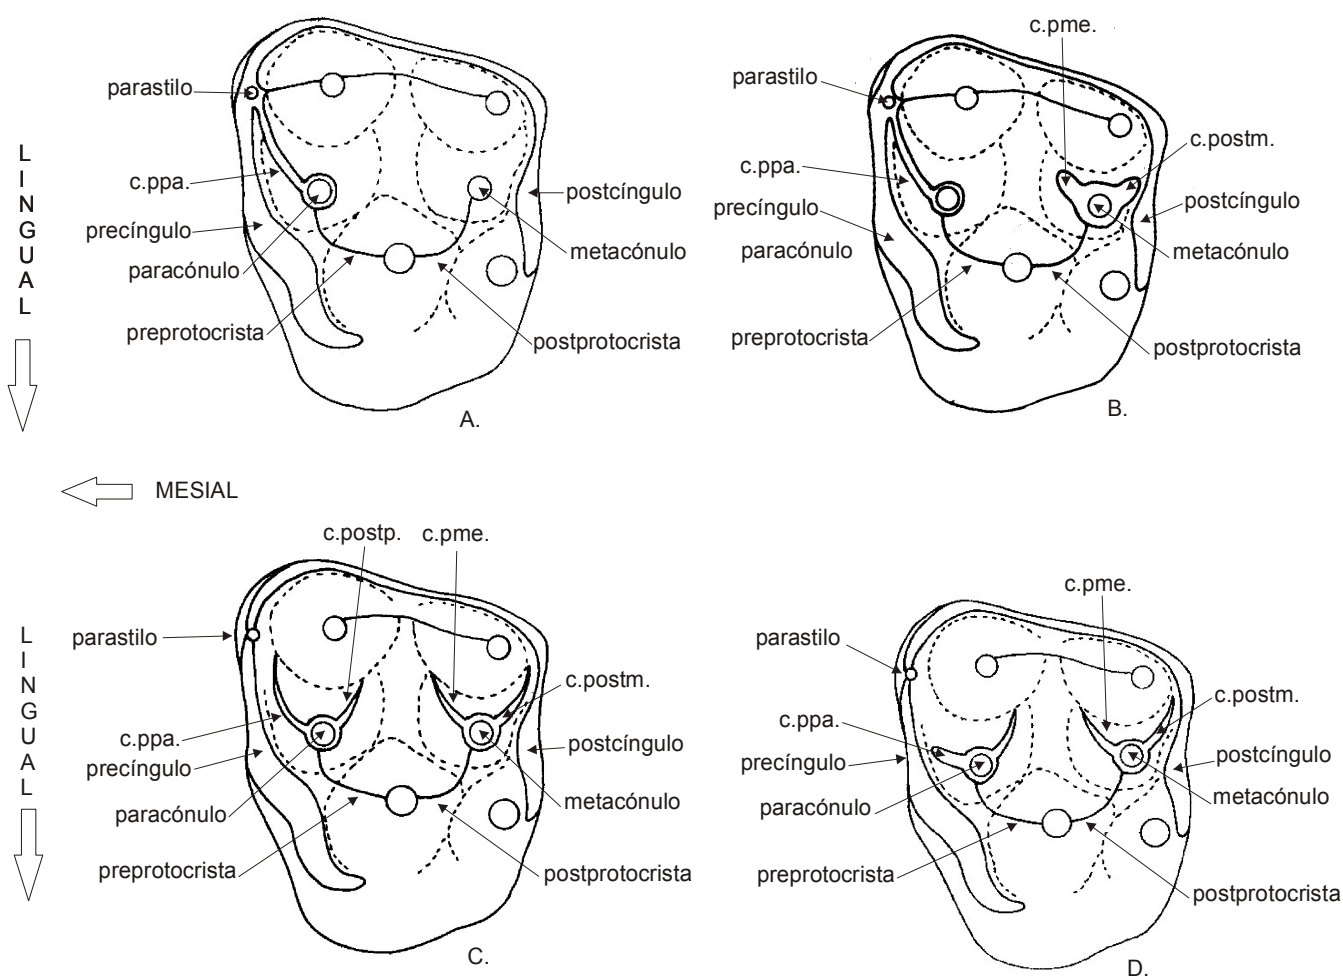 LINGUAL
parastilo
c.ppa.
precíngulo
paracónulo
preprotocrista
postcíngulo
metacónulo
postprotocrista
A.
c.pme.
parastilo
c.postm.
c.ppa.
postcíngulo
precíngulo
metacónulo
paracónulo
preprotocrista
postprotocrista
B.
MESIAL
LINGUAL
c.postp.
c.pme.
parastilo
c.postm.
c.ppa.
postcíngulo
precíngulo
metacónulo
paracónulo
preprotocrista
postprotocrista
C.
c.pme.
parastilo
c.postm.
c.ppa.
postcíngulo
precíngulo
metacónulo
paracónulo
preprotocrista
postprotocrista
D.